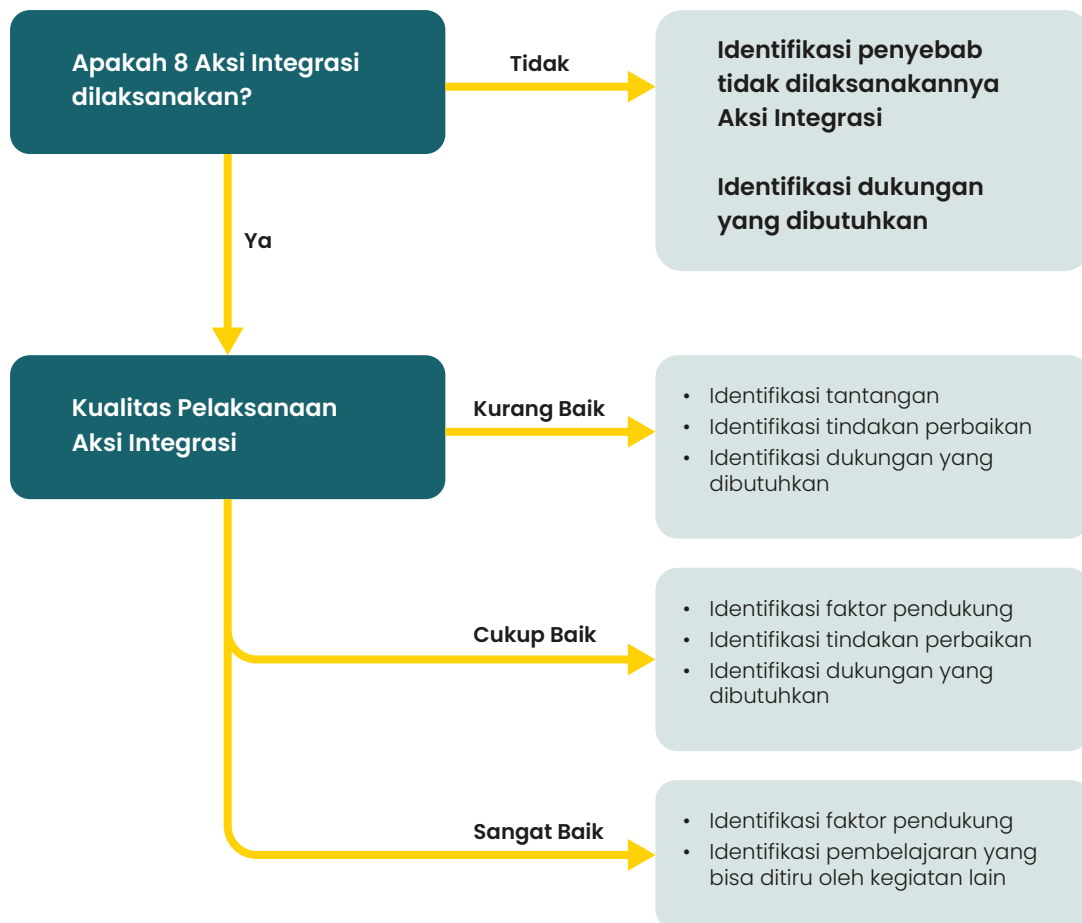 Apakah 8 Aksi Integrasi
dilaksanakan?
Tidak
Identifikasi penyebab
tidak dilaksanakannya
Aksi Integrasi
Identifikasi dukungan
yang dibutuhkan
Ya
Kualitas Pelaksanaan
Aksi Integrasi
Kurang Baik
• Identifikasi tantangan
• Identifikasi tindakan perbaikan
• Identifikasi dukungan yang
dibutuhkan
Cukup Baik
• Identifikasi faktor pendukung
• Identifikasi tindakan perbaikan
• Identifikasi dukungan yang
dibutuhkan
Sangat Baik
• Identifikasi faktor pendukung
• Identifikasi pembelajaran yang
bisa ditiru oleh kegiatan lain